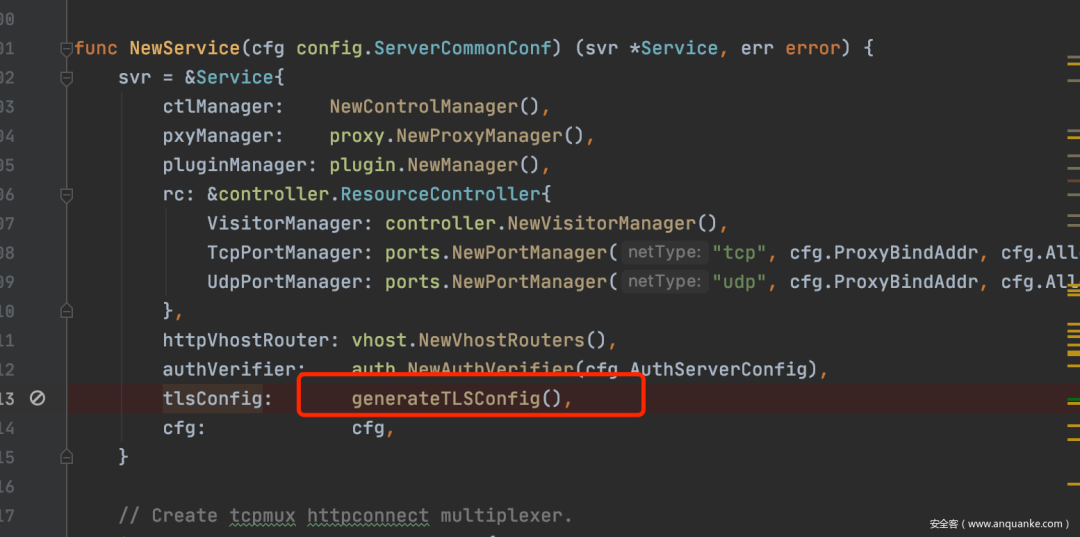 00
01 func NewService(cfg config.ServerCommonConf) (svr *Service, err error) {
02 svr = &Service{
03 ctlManager: NewControlManager(),
04 pxyManager: proxy.NewProxyManager(),
05 pluginManager: plugin.NewManager(),
06 rc: &controller.ResourceController{
07 VisitorManager: controller.NewVisitorManager(),
08 TcpPortManager: ports.NewPortManager( netType: "tcp", cfg.ProxyBindAddr, cfg.All
09 UdpPortManager: ports.NewPortManager( netType: "udp", cfg.ProxyBindAddr, cfg.All
10 },
11 httpVhostRouter: vhost.NewVhostRouters(),
12 authVerifier: auth.NewAuthVerifier(cfg.AuthServerConfig),
13 tlsConfig: generateTLSConfig(),
14 cfg: cfg,
15 }
16
17 // Create tcpmux httpconnect multiplexer.
安全客（www.anquanke.com）